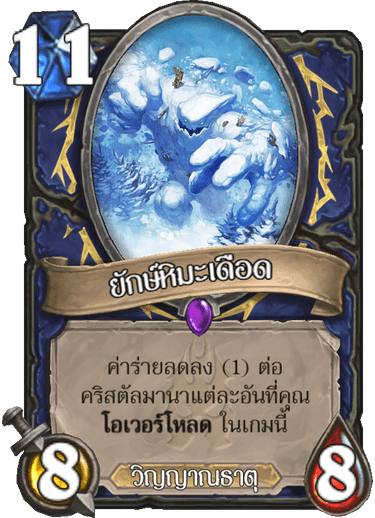 11
ยักษ์หิมะเดือด
ค่าร่ายลดลง (1) ต่อ
คริสตัลมานาแต่ละอันที่คุณ
โอเวอร์โหลด ในเกมนี้
8
วิญญาณธาตุ
8